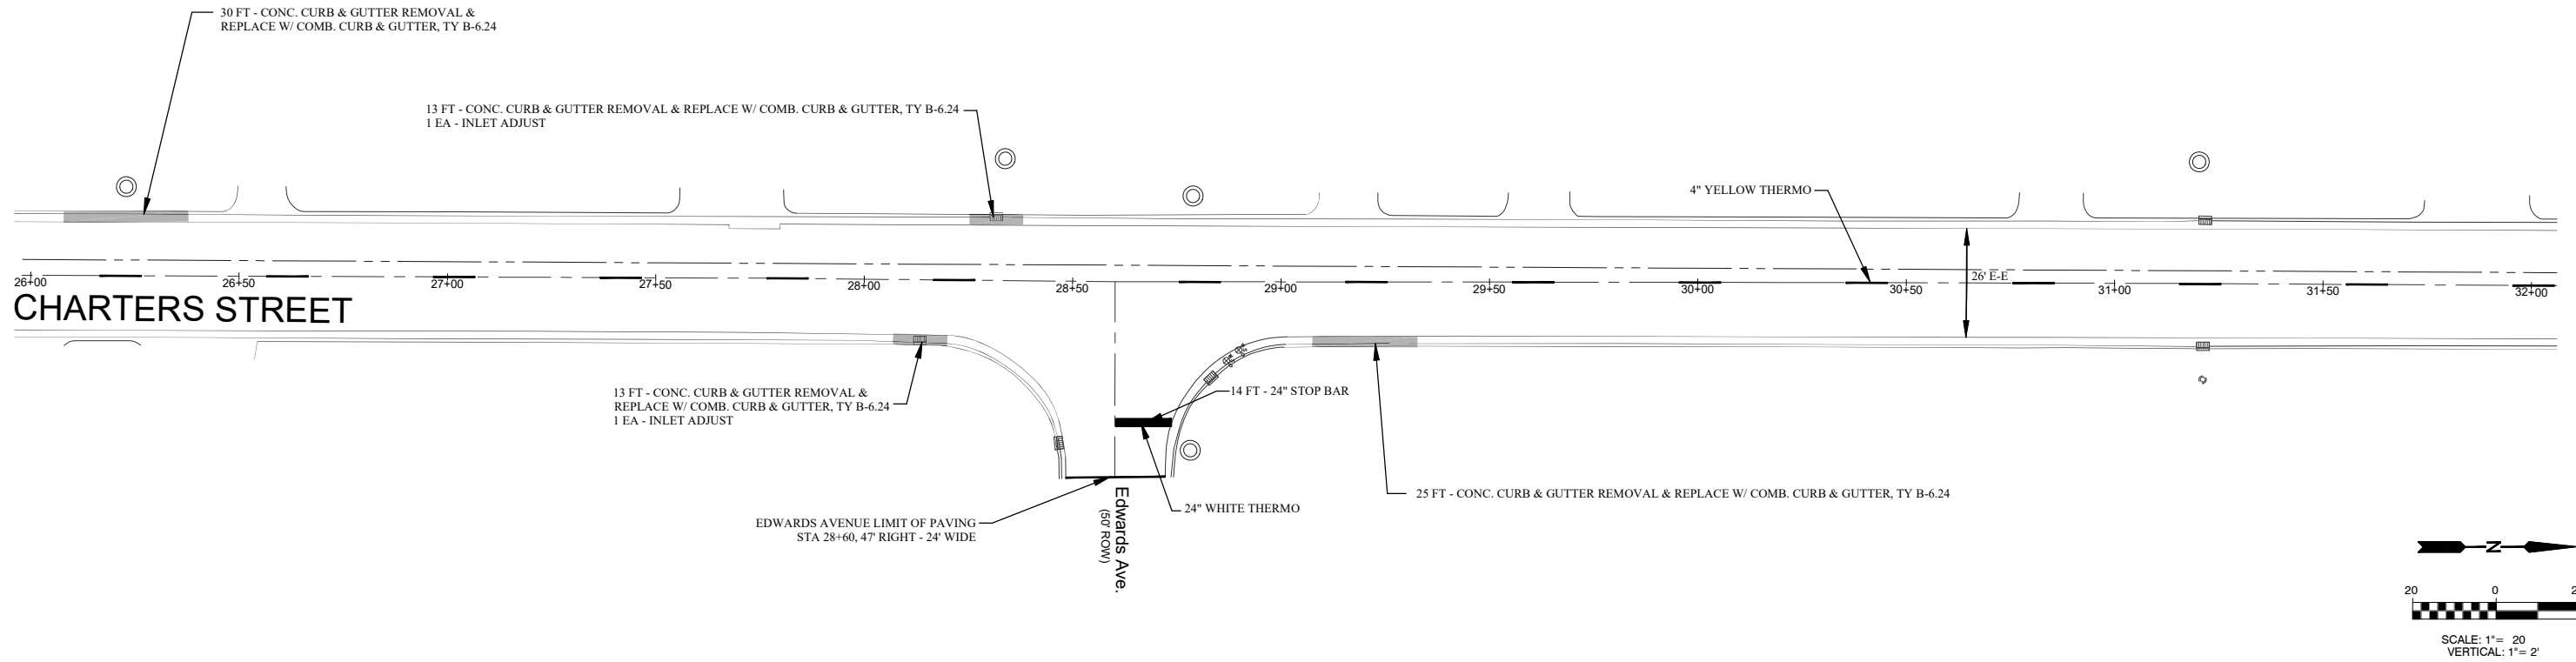 30 FT - CONC. CURB & GUTTER REMOVAL &
REPLACE W/ COMB. CURB & GUTTER, TY B-6.24
13 FT - CONC. CURB & GUTTER REMOVAL & REPLACE W/ COMB. CURB & GUTTER, TY B-6.24
1 EA - INLET ADJUST
4" YELLOW THERMO
26' E-E
26+00
26+50
27+00
27+50
28+00
28+50
29+00
29+50
30+00
30+50
31+00
31+50
32+00
CHARTERS STREET
13 FT - CONC. CURB & GUTTER REMOVAL &
REPLACE W/ COMB. CURB & GUTTER, TY B-6.24
1 EA - INLET ADJUST
14 FT - 24" STOP BAR
25 FT - CONC. CURB & GUTTER REMOVAL & REPLACE W/ COMB. CURB & GUTTER, TY B-6.24
24" WHITE THERMO
EDWARDS AVENUE LIMIT OF PAVING
STA 28+60, 47' RIGHT - 24' WIDE
Edwards Ave.
(50' ROW)
N
20 0 2
SCALE: 1"= 20
VERTICAL: 1"= 2'